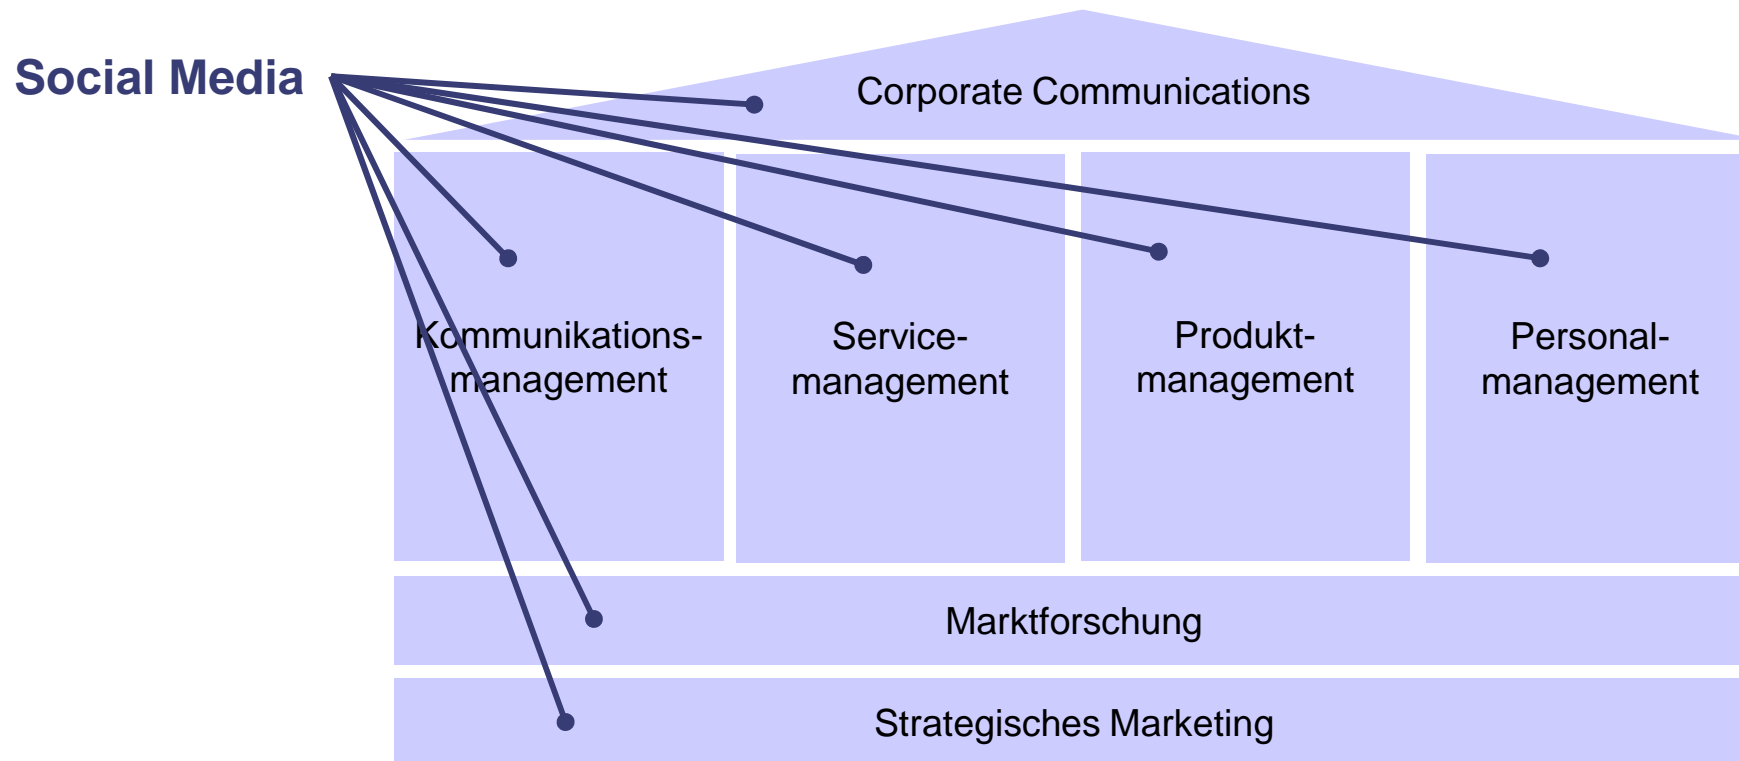 Social Media
Corporate Communications
Kommunikations-
management
Service-
management
Produkt-
management
Personal-
management
Marktforschung
Strategisches Marketing